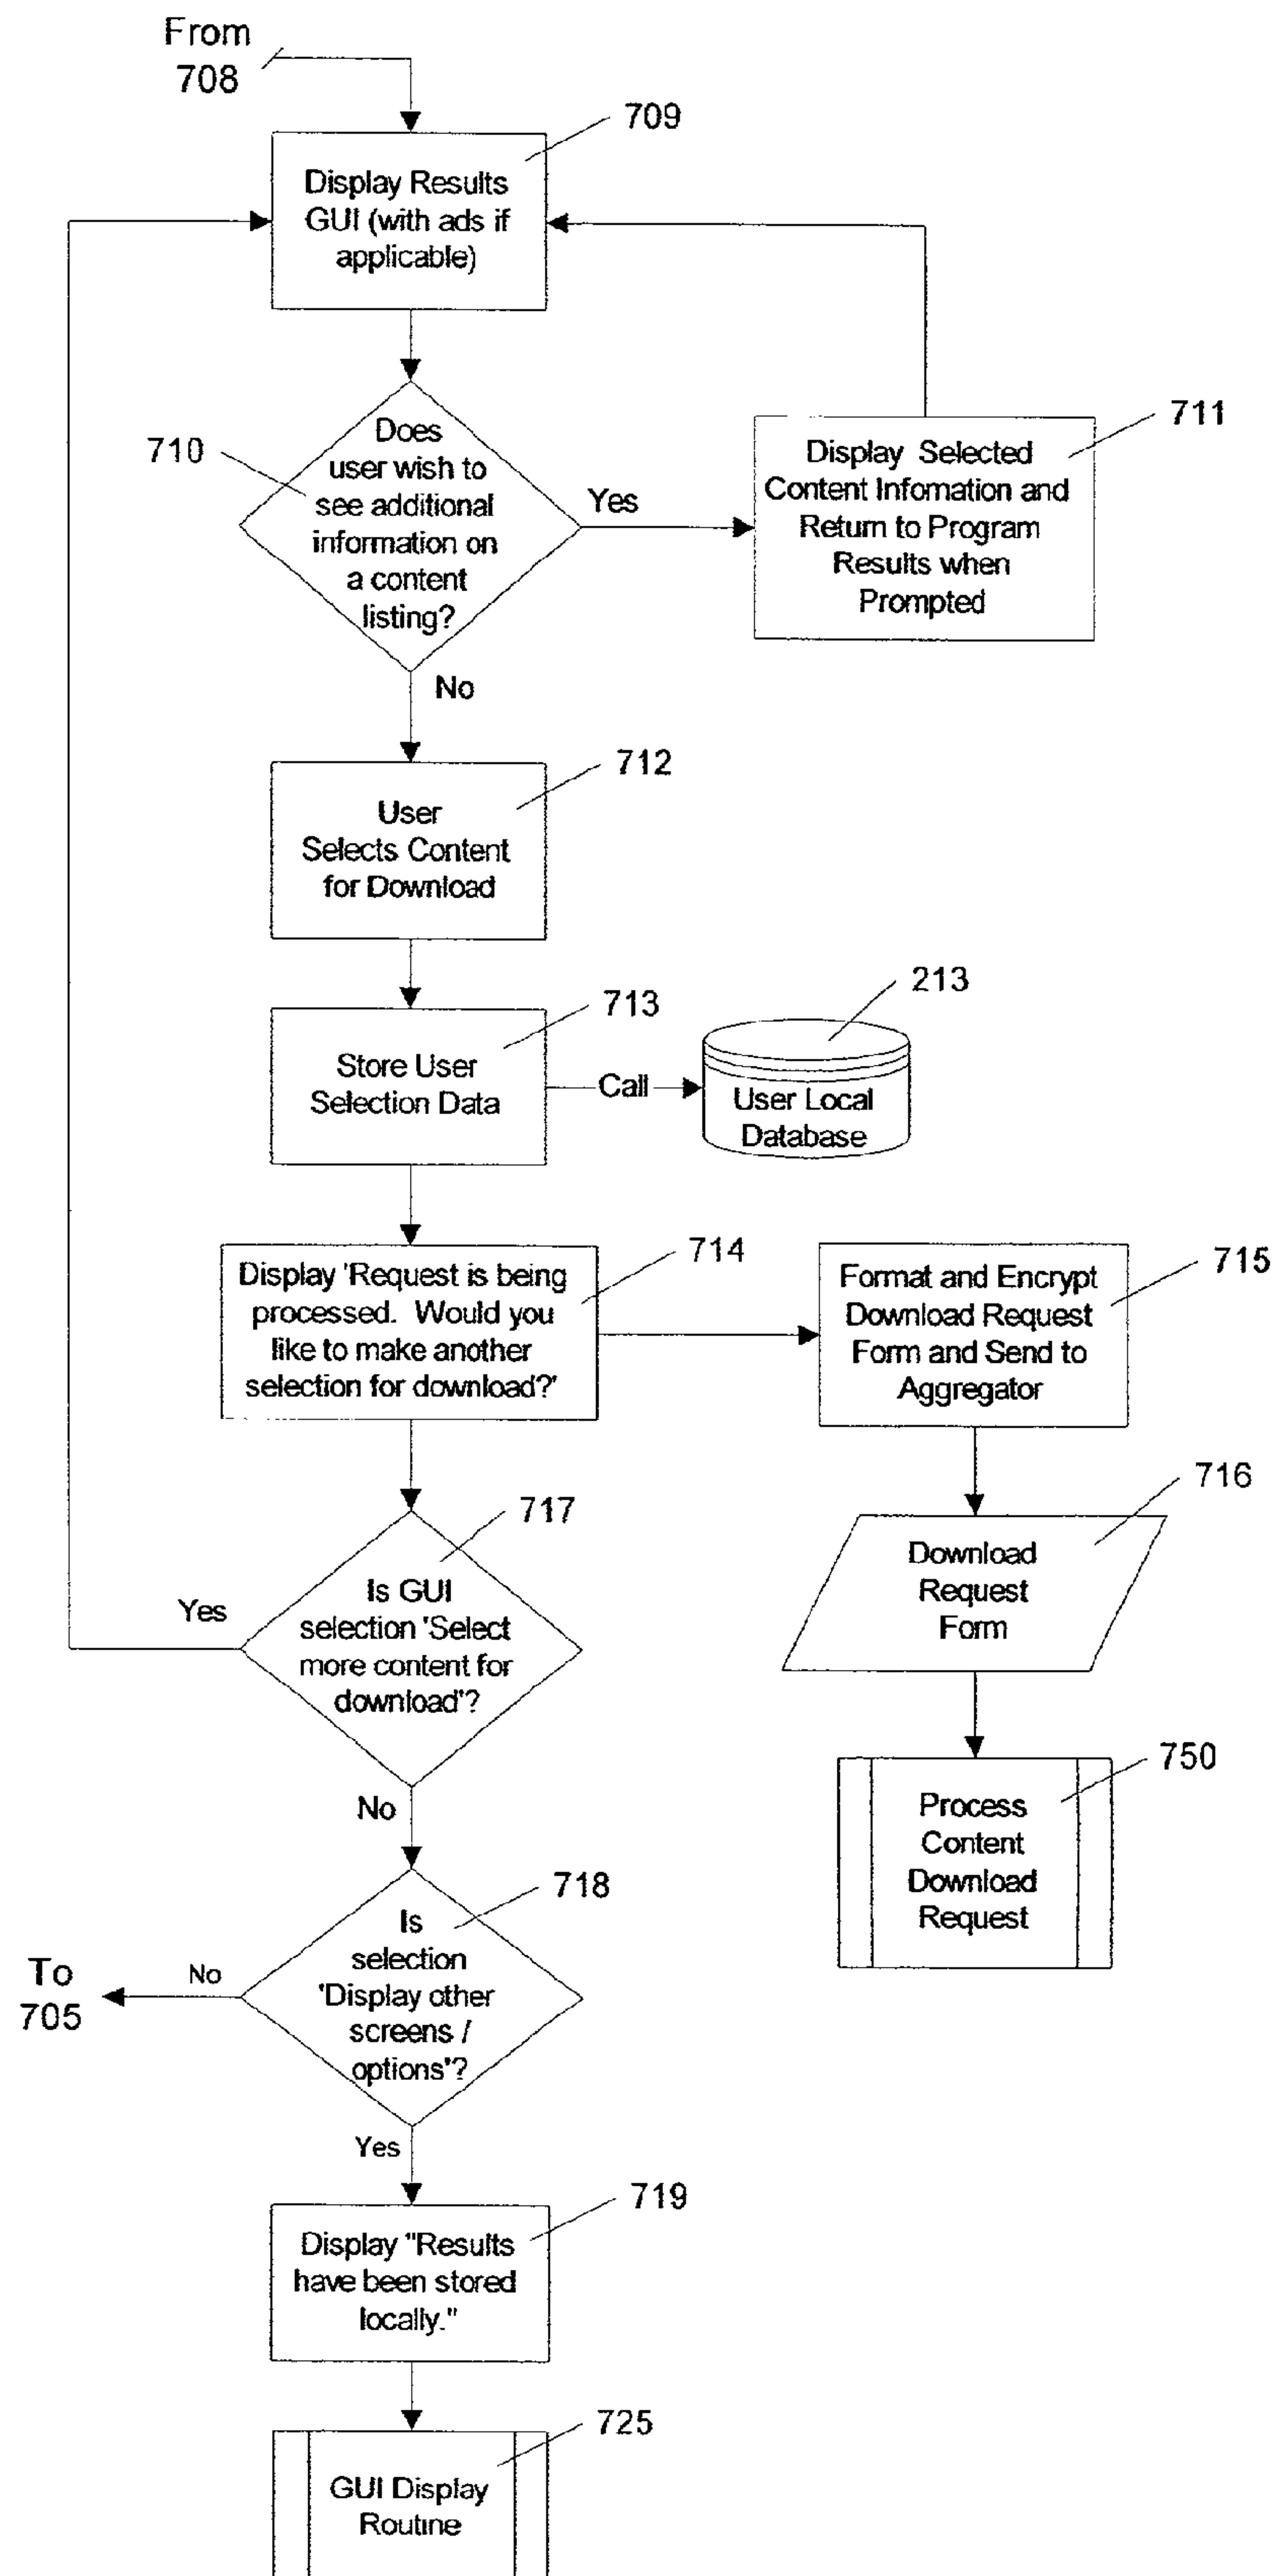 From
708
709
Display Results
GUI (with ads if
applicable)
710
Does
user wish to
see additional
information on
a content
listing?
Yes
711
Display Selected
Content Infomation and
Return to Program
Results when
Prompted
No
712
User
Selects Content
for Download
713
Store User
Selection Data
Call
213
User Local
Database
714
Display 'Request is being
processed. Would you
like to make another
selection for download?'
715
Format and Encrypt
Download Request
Form and Send to
Aggregator
716
Download
Request
Form
717
Is GUI
selection 'Select
more content for
download'?
Yes
750
Process
Content
Download
Request
No
718
Is
selection
'Display other
screens /
options'?
No
To
705
Yes
719
Display "Results
have been stored
locally."
725
GUI Display
Routine